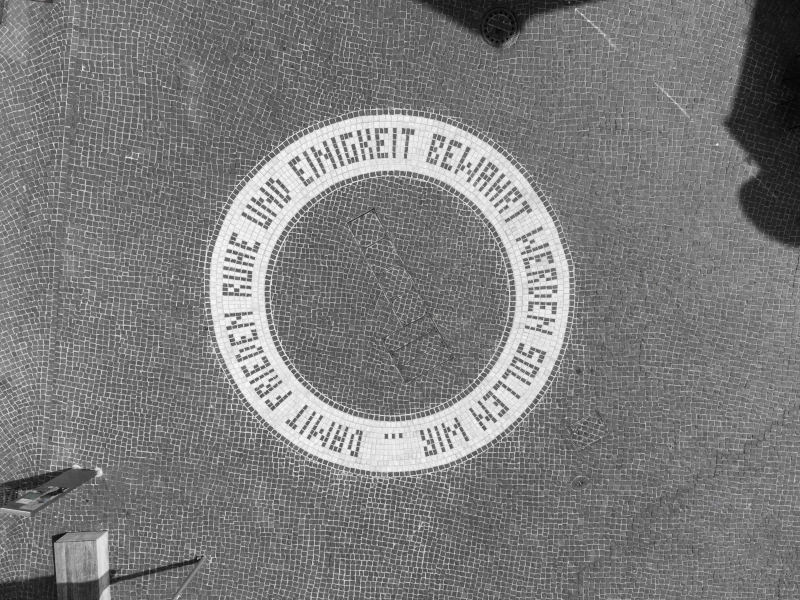 DAMIT FRIEDEN RUHE UND EINIGKEIT BEWAHRT WERDEN SOLLEN WIR ...